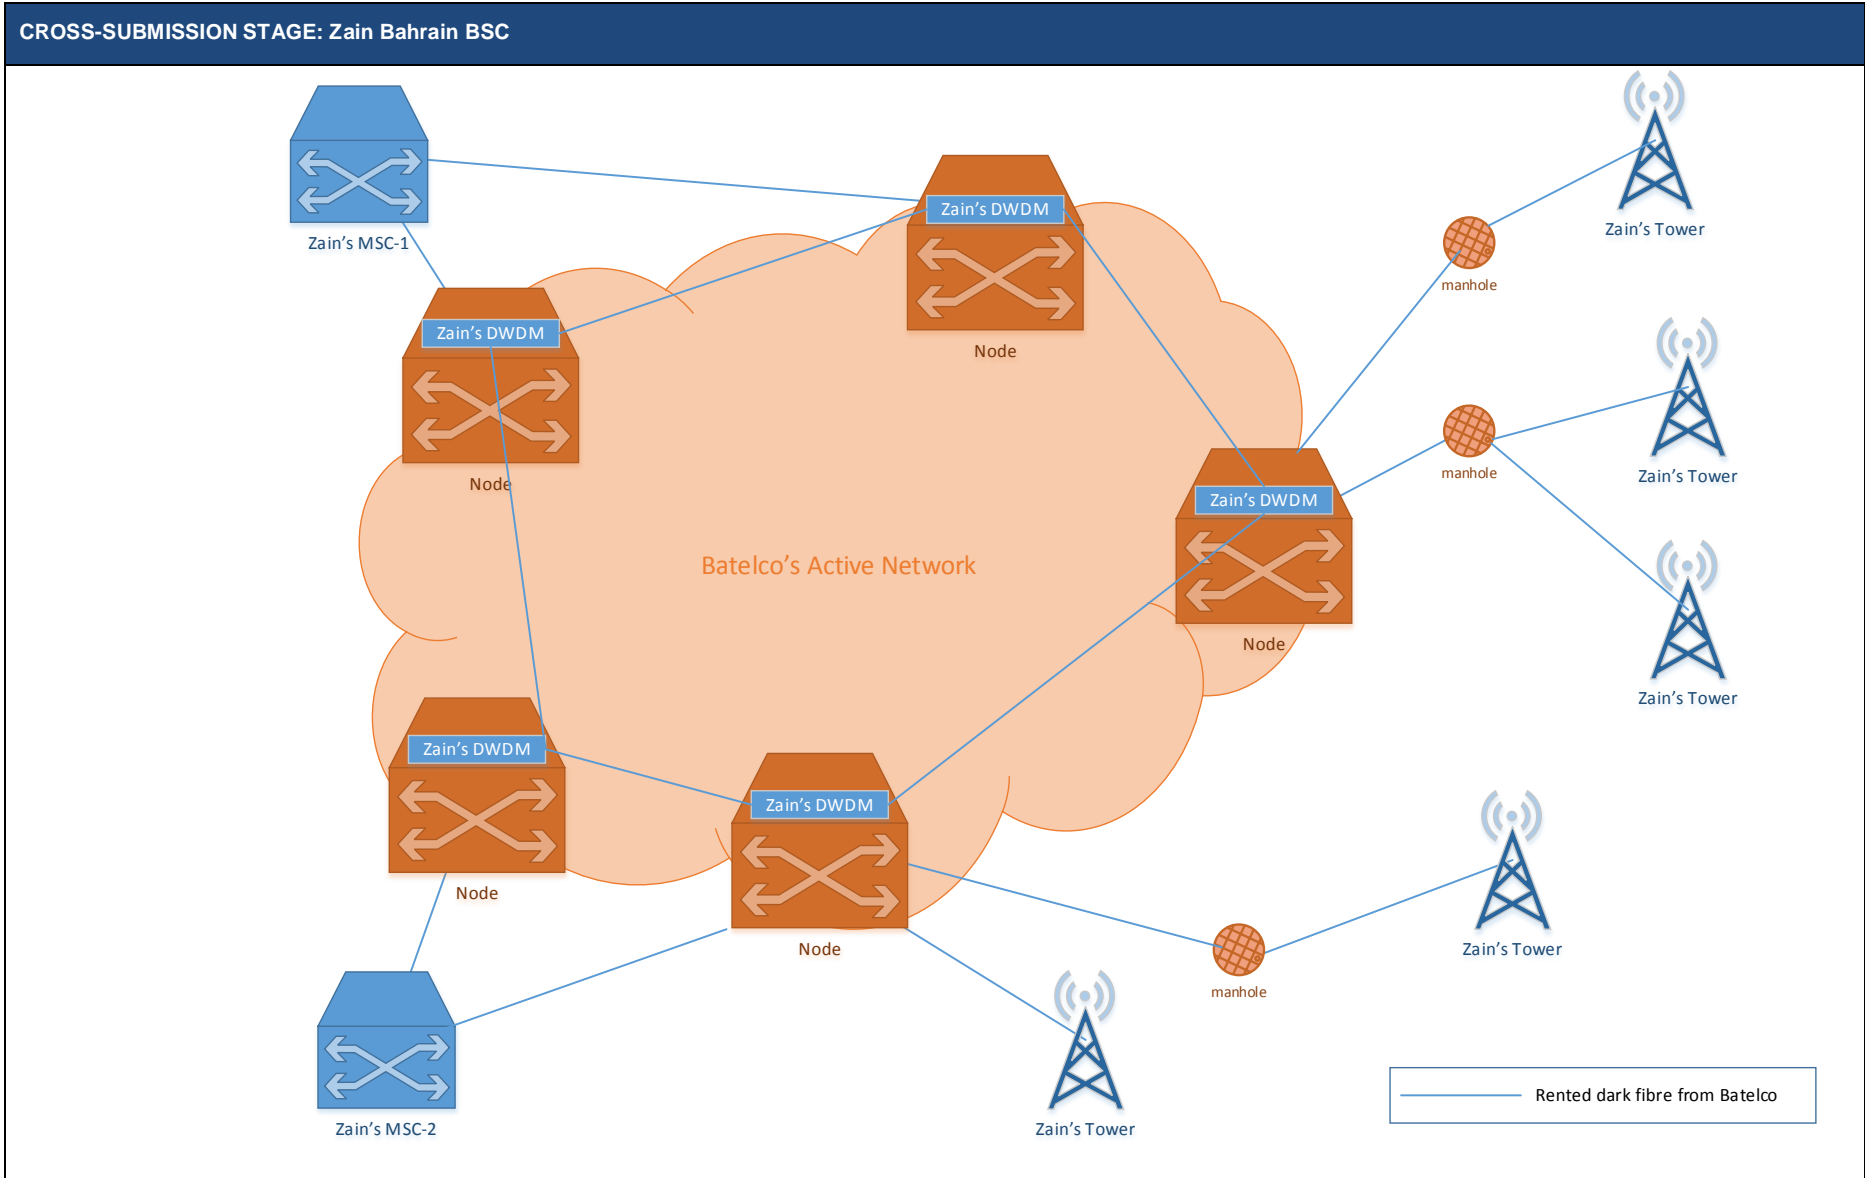 CROSS-SUBMISSION STAGE: Zain Bahrain BSC
Zain's MSC-1
Zain's DWDM
Node
Zain's DWDM
Node
Zain's Tower
manhole
Zain's Tower
manhole
Zain's DWDM
Node
Batelco's Active Network
Zain's Tower
Zain's DWDM
Node
Zain's DWDM
Node
Zain's Tower
manhole
Zain's MSC-2
Zain's Tower
Rented dark fibre from Batelco